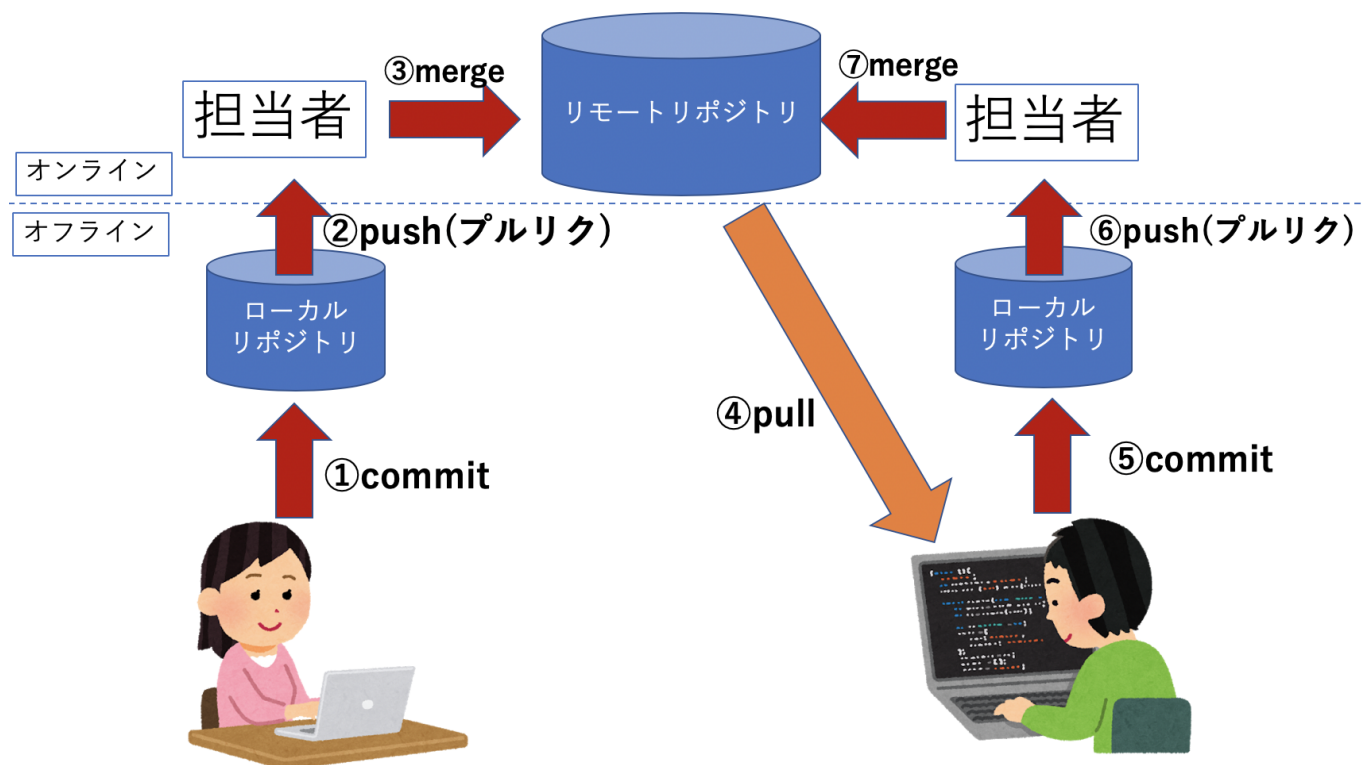 ③merge
⑦merge
担当者
リモートリポジトリ
担当者
オンライン
オフライン
②push(プルリク)
⑥push(プルリク)
ローカル
リポジトリ
ローカル
リポジトリ
④pull
①commit
⑤commit